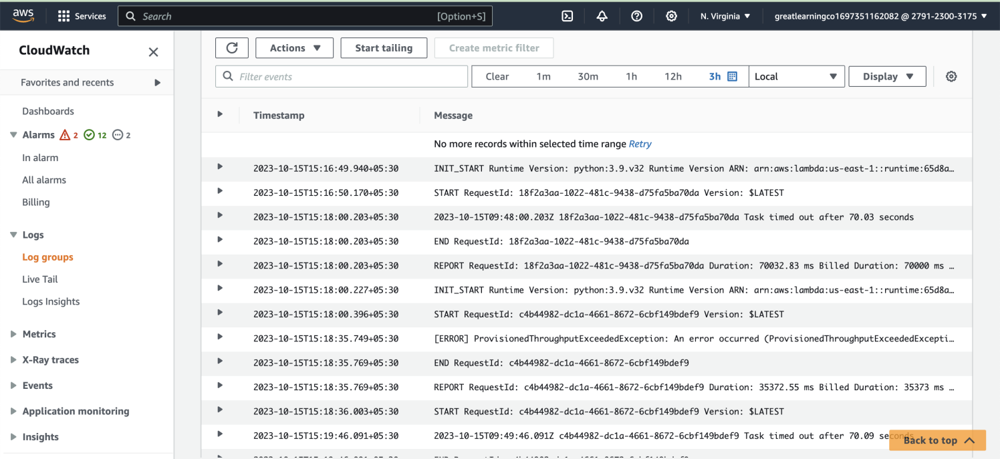 aws
Services
Search
[Option+S]
N. Virginia
greatlearningco1697351162082 @ 2791-2300-3175
CloudWatch
Favorites and recents
Dashboards
Alarms 2 12 2
In alarm
All alarms
Billing
Logs
Log groups
Live Tail
Logs Insights
Metrics
X-Ray traces
Events
Application monitoring
Insights
Actions
Start tailing
Create metric filter
Filter events
Clear 1m 30m 1h 12h 3h
Local
Display
Timestamp Message
No more records within selected time range Retry
2023-10-15T15:16:49.940+05:30 INIT_START Runtime Version: python:3.9.v32 Runtime Version ARN: arn:aws:lambda:us-east-1::runtime:65d8a…
2023-10-15T15:16:50.170+05:30 START RequestId: 18f2a3aa-1022-481c-9438-d75fa5ba70da Version: $LATEST
2023-10-15T15:18:00.203+05:30 2023-10-15T09:48:00.203Z 18f2a3aa-1022-481c-9438-d75fa5ba70da Task timed out after 70.03 seconds
2023-10-15T15:18:00.203+05:30 END RequestId: 18f2a3aa-1022-481c-9438-d75fa5ba70da
2023-10-15T15:18:00.203+05:30 REPORT RequestId: 18f2a3aa-1022-481c-9438-d75fa5ba70da Duration: 70032.83 ms Billed Duration: 70000 ms …
2023-10-15T15:18:00.227+05:30 INIT_START Runtime Version: python:3.9.v32 Runtime Version ARN: arn:aws:lambda:us-east-1::runtime:65d8a…
2023-10-15T15:18:00.396+05:30 START RequestId: c4b44982-dc1a-4661-8672-6cbf149bdef9 Version: $LATEST
2023-10-15T15:18:35.749+05:30 [ERROR] ProvisionedThroughputExceededException: An error occurred (ProvisionedThroughputExceededExcepti…
2023-10-15T15:18:35.769+05:30 END RequestId: c4b44982-dc1a-4661-8672-6cbf149bdef9
2023-10-15T15:18:35.769+05:30 REPORT RequestId: c4b44982-dc1a-4661-8672-6cbf149bdef9 Duration: 35372.55 ms Billed Duration: 35373 ms …
2023-10-15T15:18:36.003+05:30 START RequestId: c4b44982-dc1a-4661-8672-6cbf149bdef9 Version: $LATEST
2023-10-15T15:19:46.091+05:30 2023-10-15T09:49:46.091Z c4b44982-dc1a-4661-8672-6cbf149bdef9 Task timed out after 70.09 seconds
Back to top